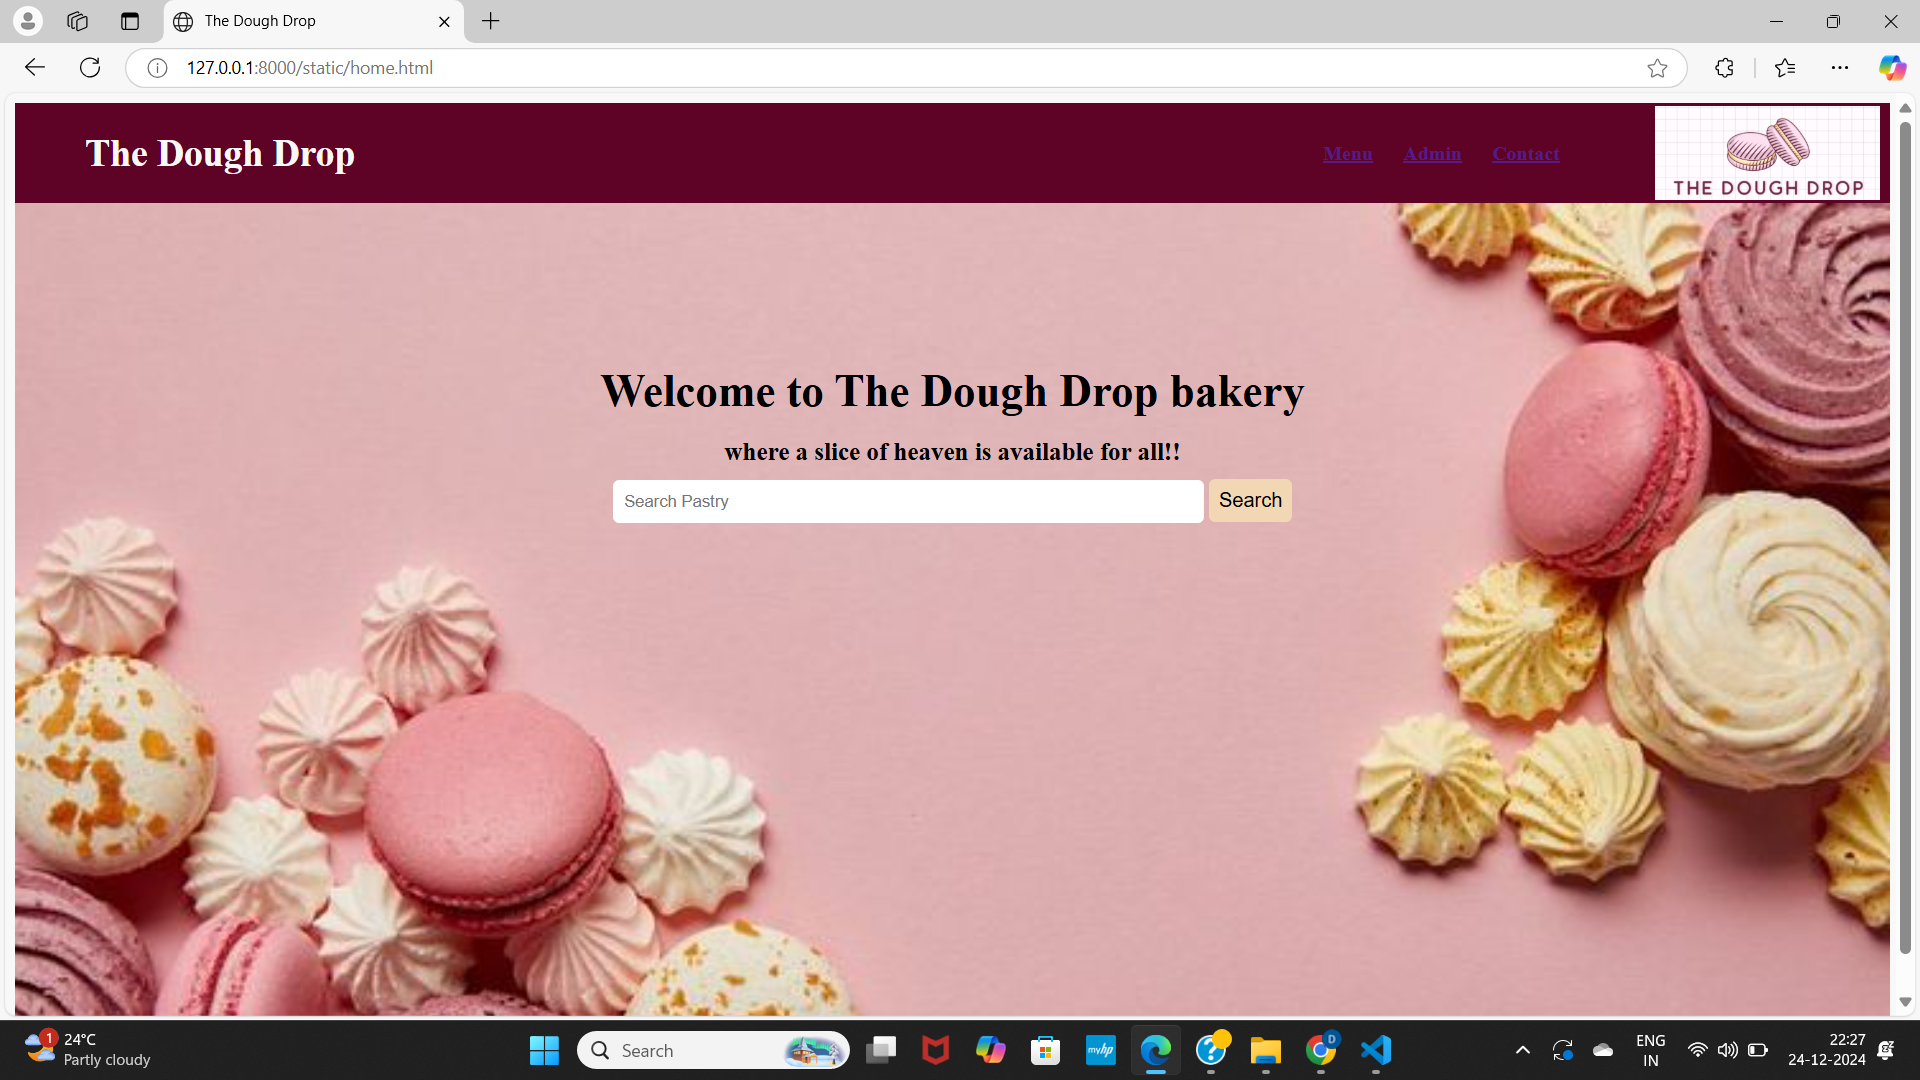 The Dough Drop
127.0.0.1:8000/static/home.html
The Dough Drop
Menu Admin Contact
THE DOUGH DROP
Welcome to The Dough Drop bakery
where a slice of heaven is available for all!!
Search Pastry
Search
1
24°C
Partly cloudy
Search
myhp
D
ENG
IN
22:27
24-12-2024